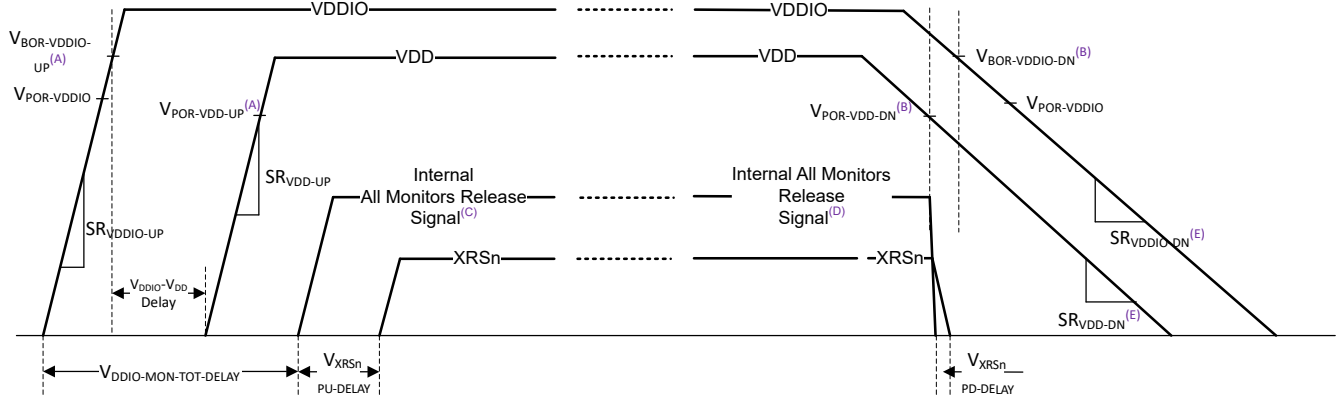 VDDIO
VDDIO
VBOR-VDDIO-
UP(A)
VBOR-VDDIO-DN(B)
VDD
VDD
VPOR-VDDIO
VPOR-VDD-UP(A)
VPOR-VDD-DN(B)
VPOR-VDDIO
SRVDD-UP
Internal
All Monitors Release
Signal(C)
Internal All Monitors
Release
Signal(D)
SRVDDIO-UP
SRVDDIO-DN(E)
XRSn
XRSn
VDDIO-VDD
Delay
SRVDD-DN(E)
VDDIO-MON-TOT-DELAY
VXRSn
PU-DELAY
VXRSn
PD-DELAY